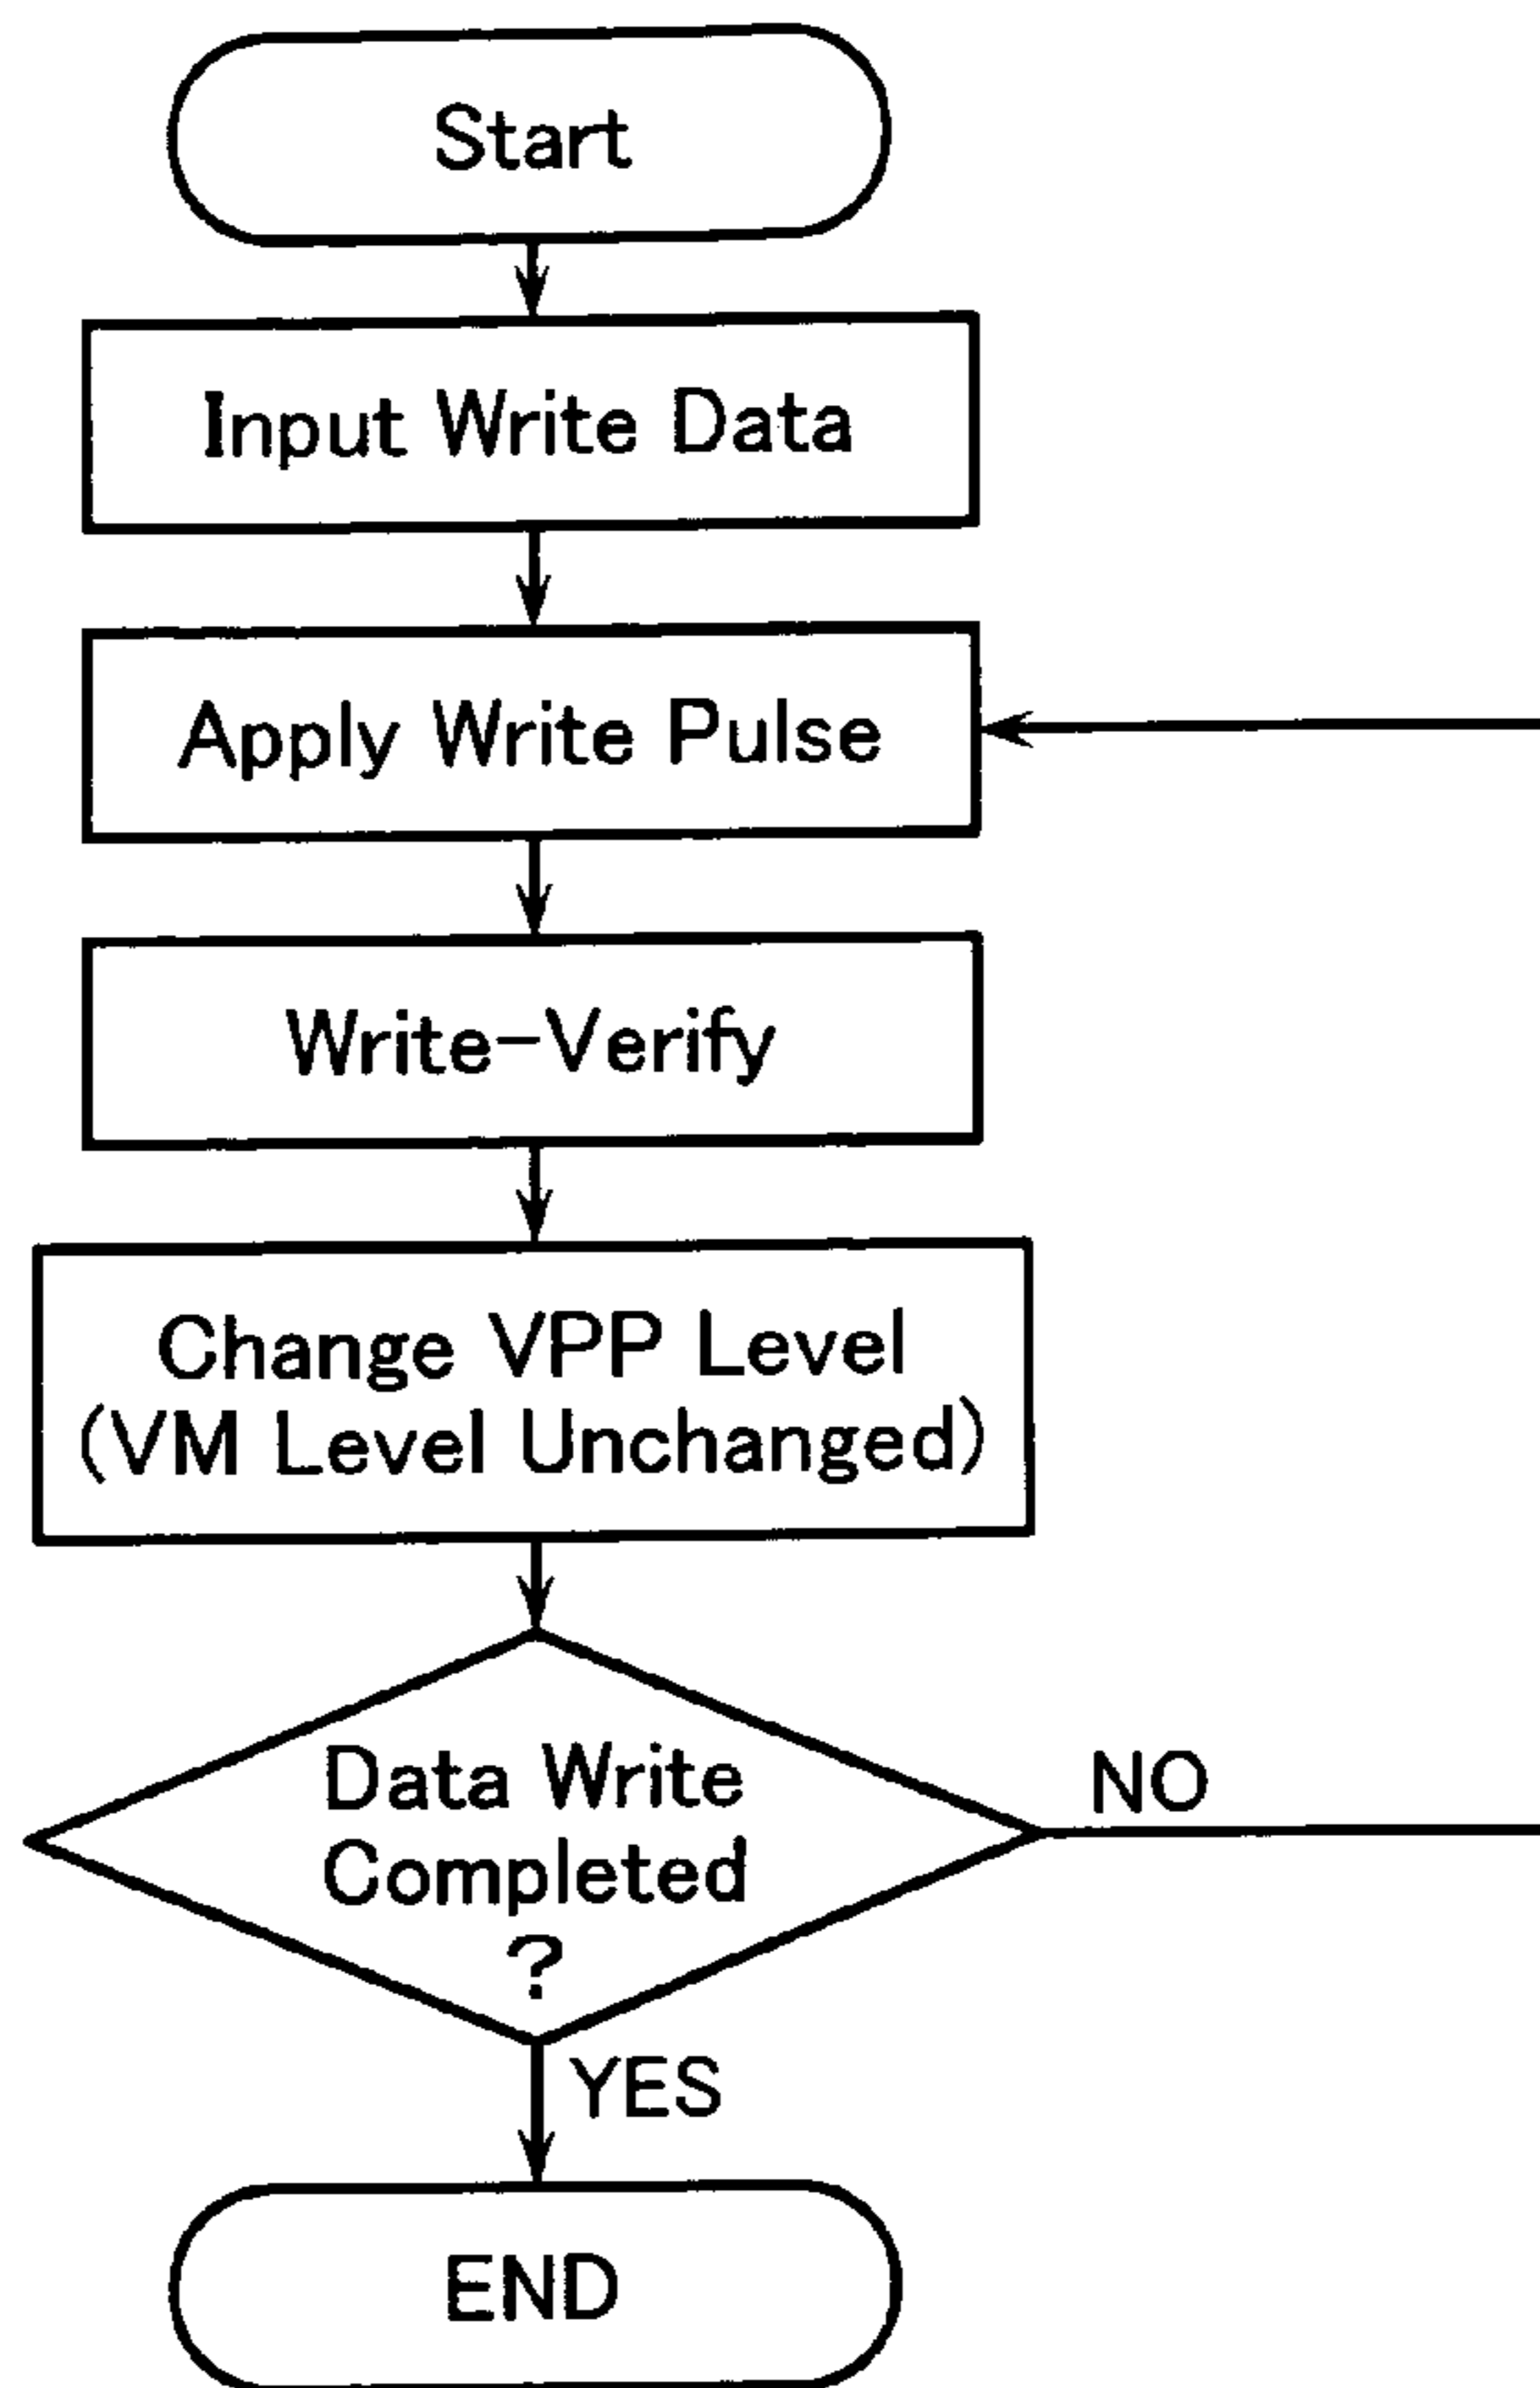 Start
Input Write Data
Apply Write Pulse
Write-Verify
Change VPP Level
(VM Level Unchanged)
Data Write
Completed
?
NO
YES
END